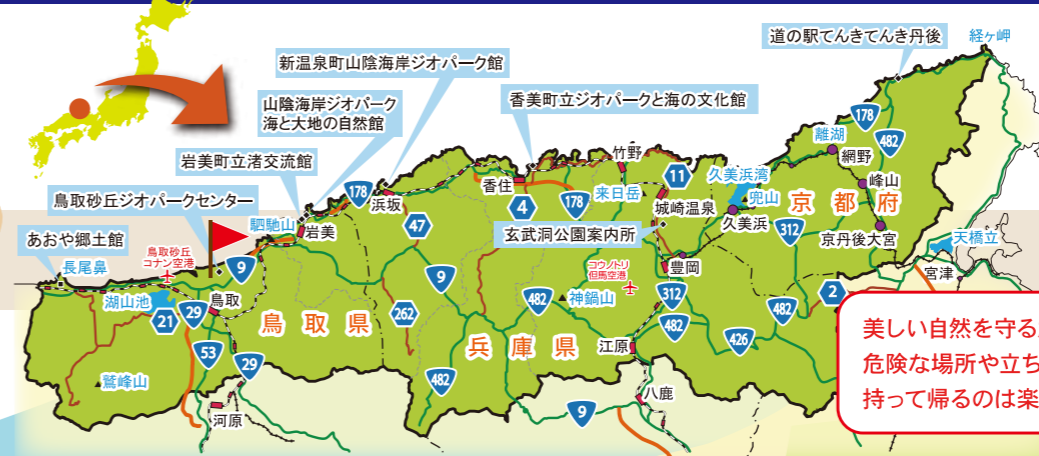 道の駅てんきてんき丹後
経ヶ岬
新温泉町山陰海岸ジオパーク館
山陰海岸ジオパーク
海と大地の自然館
香美町立ジオパークと海の文化館
岩美町立渚交流館
鳥取砂丘ジオパークセンター
あおや郷土館
長尾鼻
鳥取砂丘
コナン空港
駟馳山
岩美
178
浜坂
香住
4
178
竹野
来日岳
11
城崎温泉
玄武洞公園案内所
久美浜湾
兜山
久美浜
離湖
網野
178
482
峰山
京都府
312
京丹後大宮
天橋立
宮津
湖山池
9
鳥取
21
29
53
29
鷲峰山
河原
鳥取県
47
9
262
482
482
兵庫県
コウノトリ
但馬空港
神鍋山
豊岡
312
482
江原
426
482
2
八鹿
9
美しい自然を守る
危険な場所や立ち
持って帰るのは楽